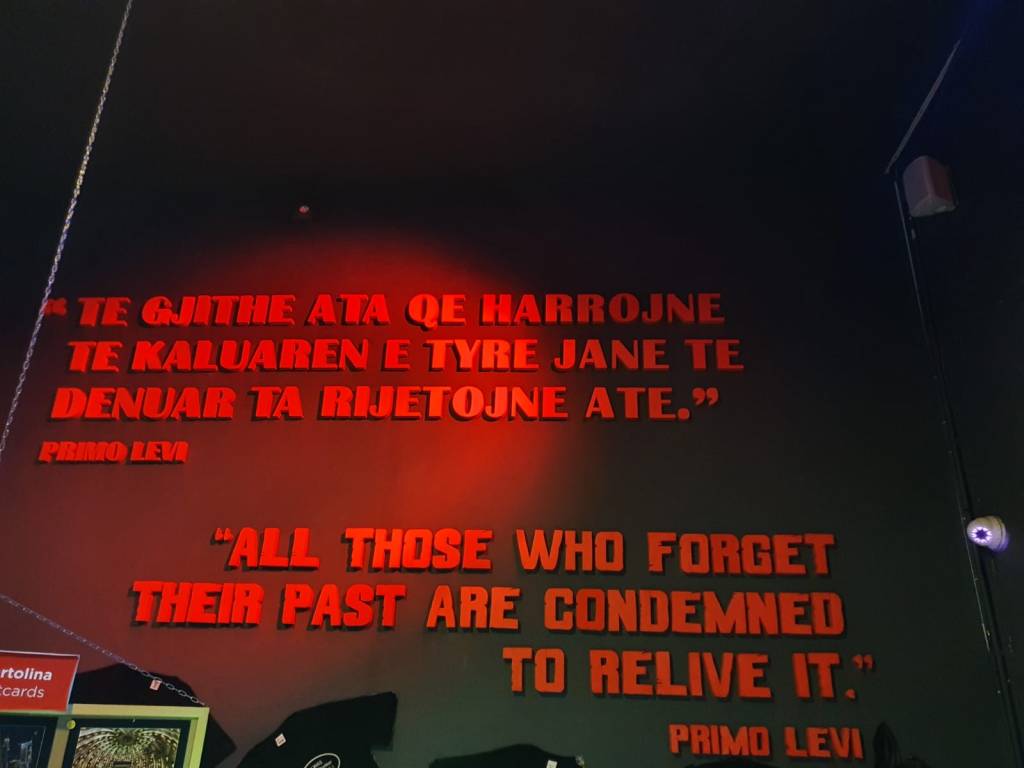 “TE GJITHE ATA QE HARROJNE
TE KALUAREN E TYRE JANE TE
DENUAR TA RIJETOJNE ATE.”
PRIMO LEVI
“ALL THOSE WHO FORGET
THEIR PAST ARE CONDEMNED
TO RELIVE IT.”
PRIMO LEVI
rtolina
tcards